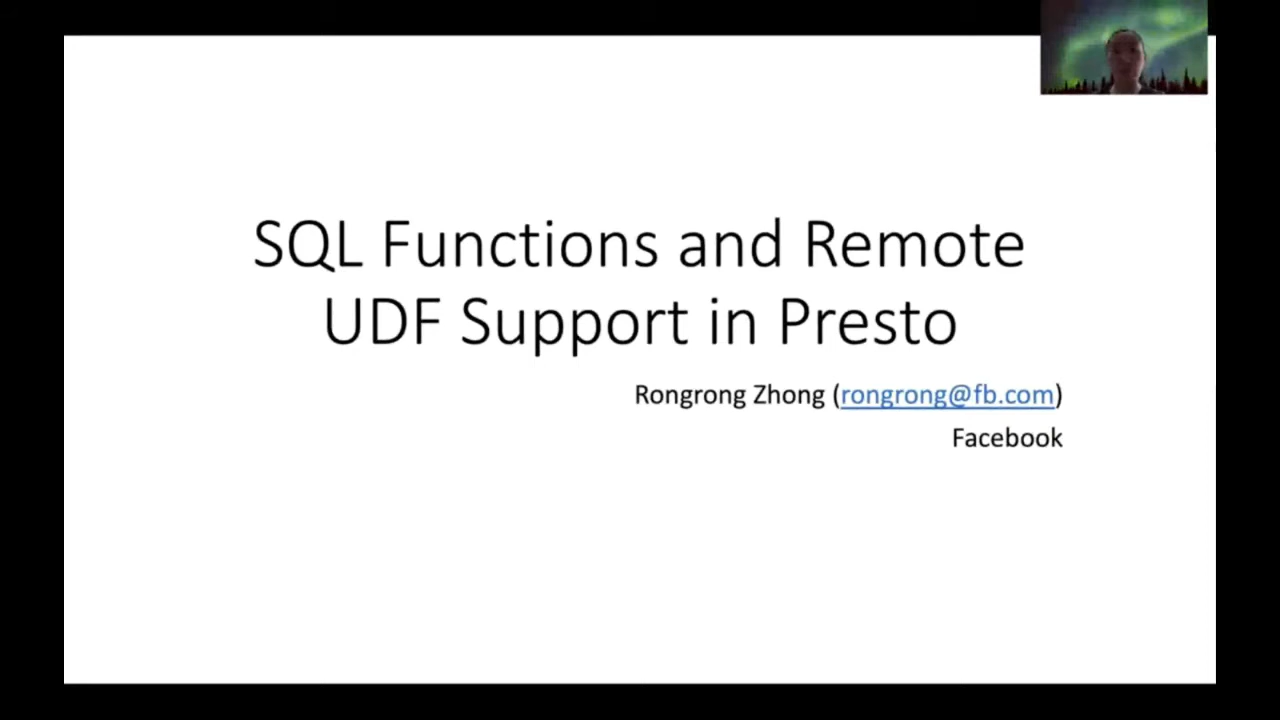 SQL Functions and Remote
UDF Support in Presto
Rongrong Zhong (rongrong@fb.com)
Facebook